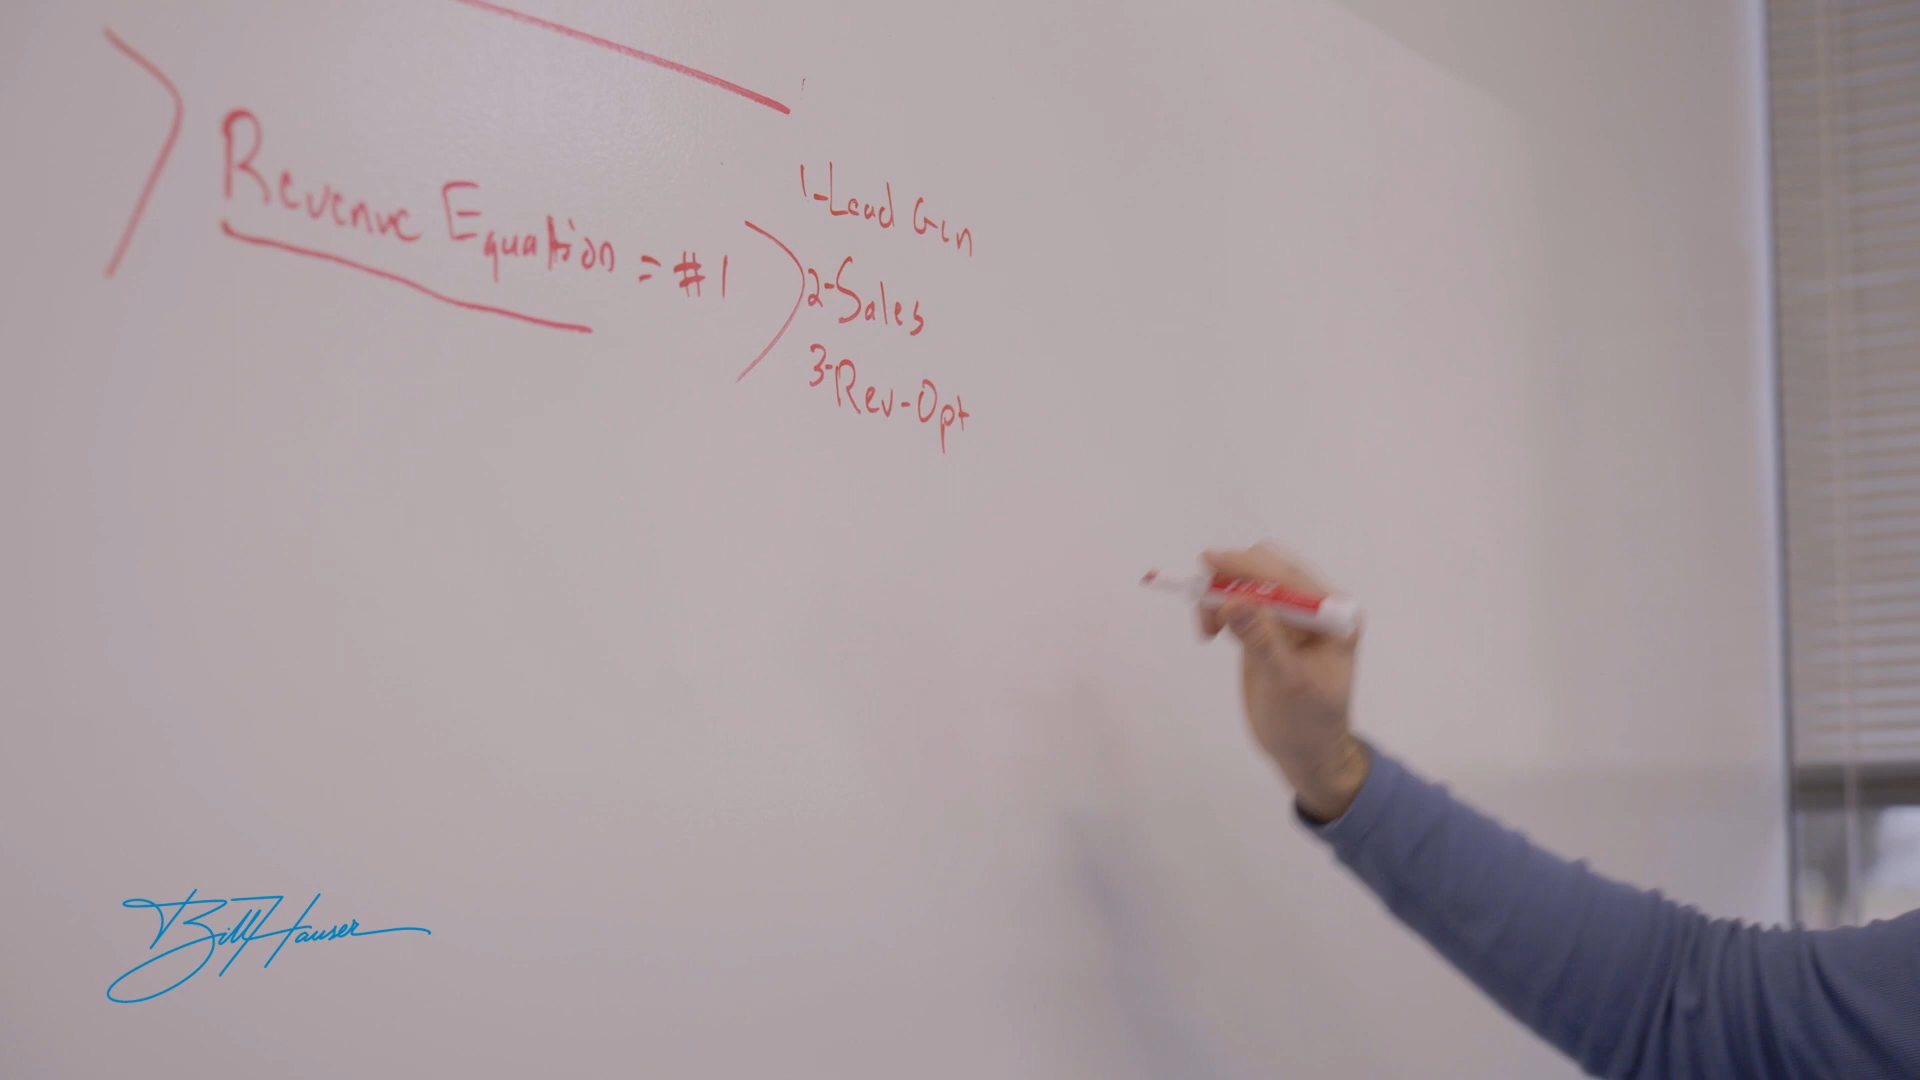 Revenue Equation = #1
1-Lead Gen
2-Sales
3-Rev-Opt
Bill Hauser